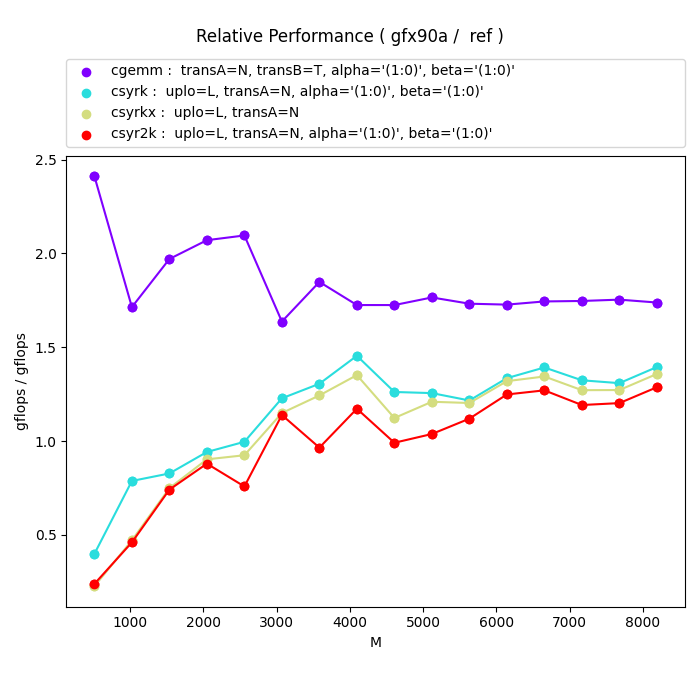 Relative Performance ( gfx90a /  ref )
cgemm :  transA=N, transB=T, alpha='(1:0)', beta='(1:0)'
csyrk :  uplo=L, transA=N, alpha='(1:0)', beta='(1:0)'
csyrkx :  uplo=L, transA=N
csyr2k :  uplo=L, transA=N, alpha='(1:0)', beta='(1:0)'
2.5
2.0
1.5
1.0
0.5
gflops / gflops
1000 2000 3000 4000 5000 6000 7000 8000
M